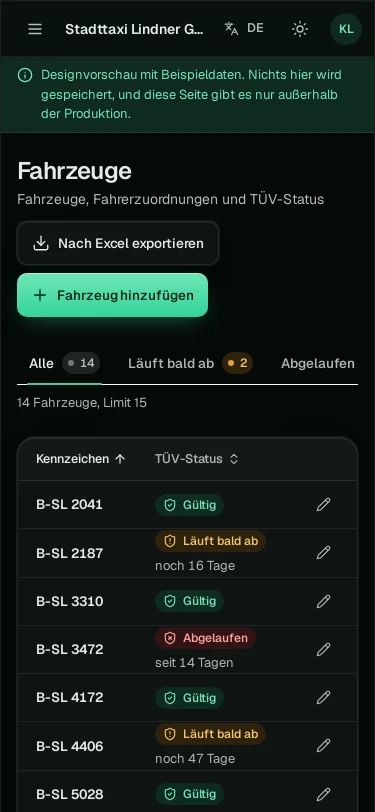 Stadttaxi Lindner G... DE KL
Designvorschau mit Beispieldaten. Nichts hier wird
gespeichert, und diese Seite gibt es nur außerhalb
der Produktion.
Fahrzeuge
Fahrzeuge, Fahrerzuordnungen und TÜV-Status
Nach Excel exportieren
Fahrzeug hinzufügen
Alle 14 Läuft bald ab 2 Abgelaufen
14 Fahrzeuge, Limit 15
Kennzeichen TÜV-Status
B-SL 2041 Gültig
B-SL 2187 Läuft bald ab
noch 16 Tage
B-SL 3310 Gültig
B-SL 3472 Abgelaufen
seit 14 Tagen
B-SL 4172 Gültig
B-SL 4406 Läuft bald ab
noch 47 Tage
B-SL 5028 Gültig